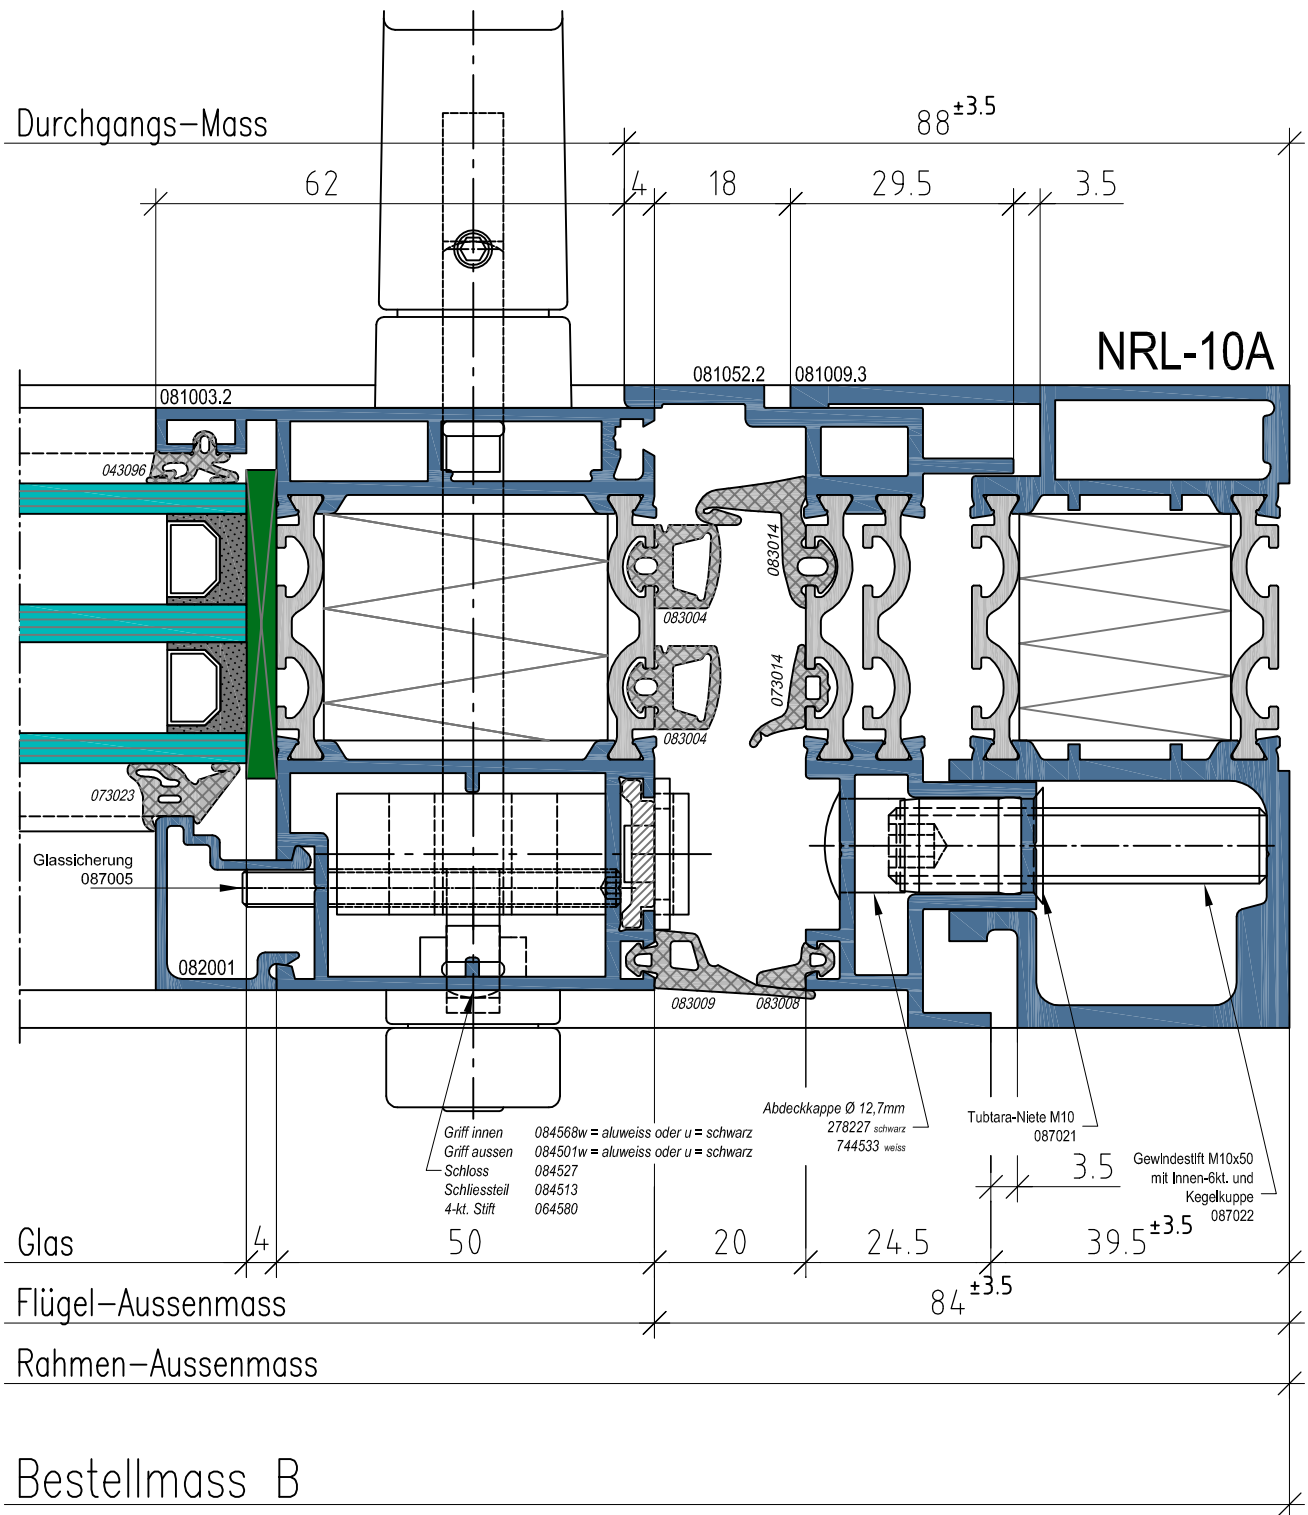 Durchgangs-Mass
88±3.5
62
4
18
29.5
3.5
NRL-10A
081003.2
081052.2
081009.3
043096
083014
083004
073014
083004
073023
Glassicherung
087005
082001
083009
083008
Griff innen 084568w = aluweiss oder u = schwarz
Griff aussen 084501w = aluweiss oder u = schwarz
Schloss 084527
Schliessteil 084513
4-kt. Stift 064580
Abdeckkappe Ø 12,7mm
278227 schwarz
744533 weiss
Tubtara-Niete M10
087021
3.5
Gewindestift M10x50
mit Innen-6kt. und
Kegelkuppe
087022
Glas
4
50
20
24.5
39.5±3.5
Flügel-Aussenmass
84±3.5
Rahmen-Aussenmass
Bestellmass B